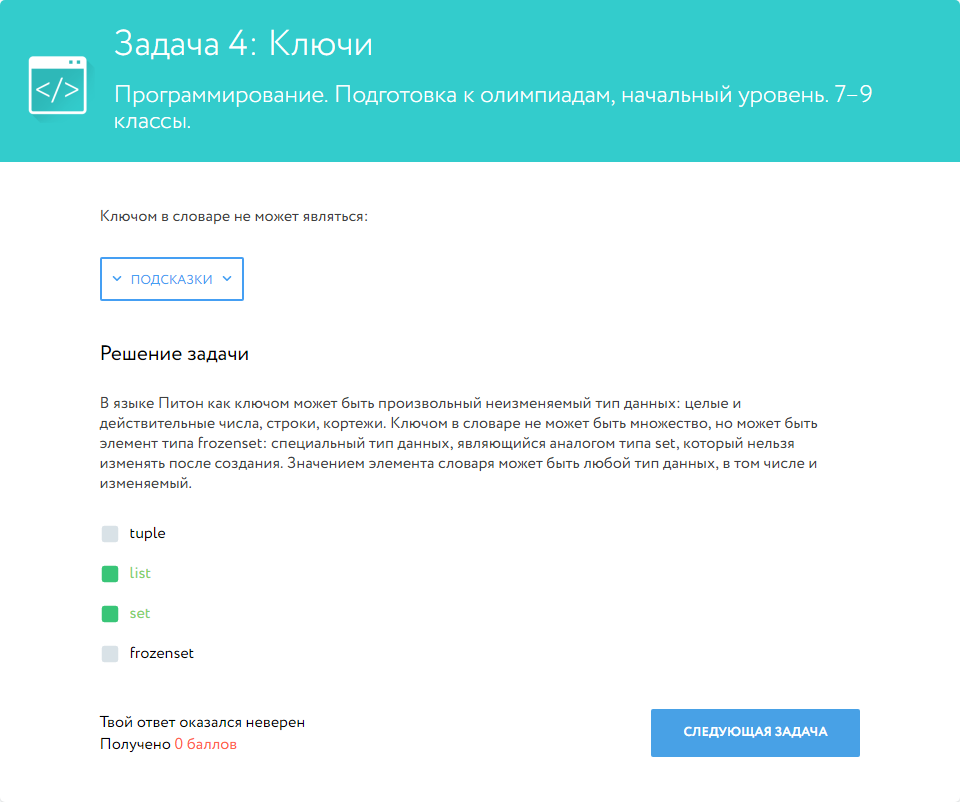 Задача 4: Ключи
</>
Программирование. Подготовка к олимпиадам, начальный уровень. 7–9
классы.
Ключом в словаре не может являться:
ПОДСКАЗКИ
Решение задачи
В языке Питон как ключом может быть произвольный неизменяемый тип данных: целые и
действительные числа, строки, кортежи. Ключом в словаре не может быть множество, но может быть
элемент типа frozenset: специальный тип данных, являющийся аналогом типа set, который нельзя
изменять после создания. Значением элемента словаря может быть любой тип данных, в том числе и
изменяемый.
tuple
list
set
frozenset
Твой ответ оказался неверен
Получено 0 баллов
СЛЕДУЮЩАЯ ЗАДАЧА